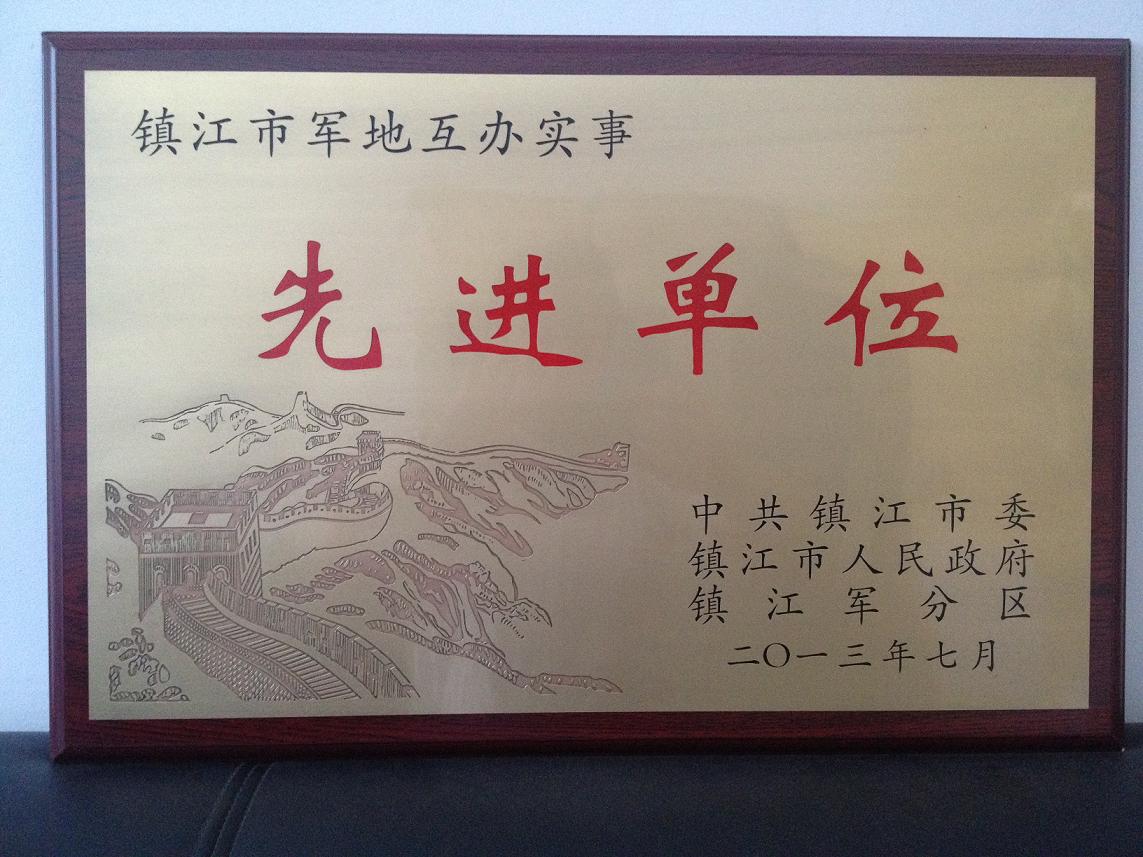 镇江市军地互办实事
先进单位
中共镇江市委
镇江市人民政府
镇江军分区
二〇一三年七月